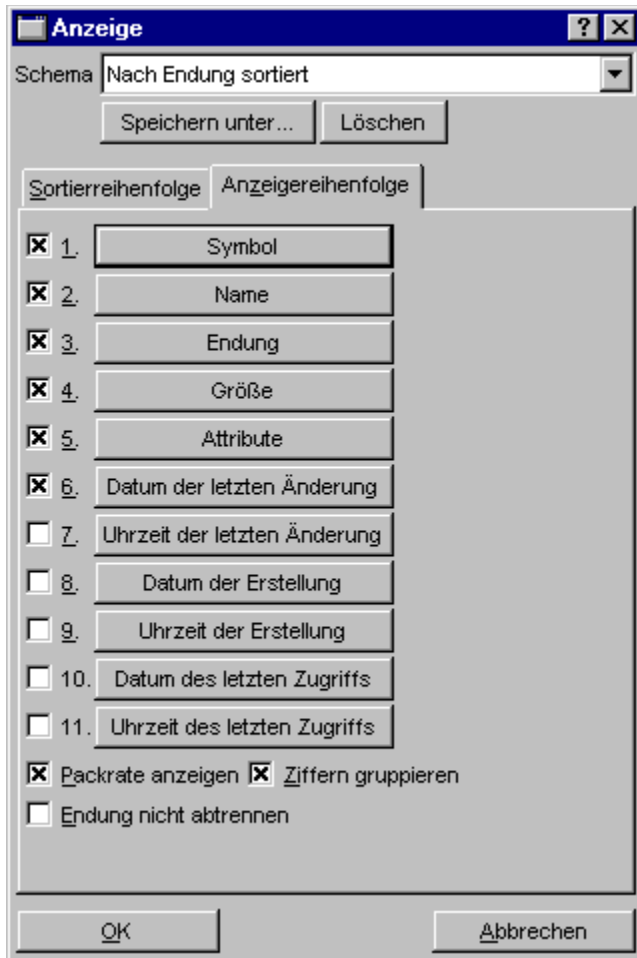 Anzeige
Schema Nach Endung sortiert
Speichern unter... Löschen
Sortierreihenfolge Anzeigereihenfolge
1. Symbol
2. Name
3. Endung
4. Größe
5. Attribute
6. Datum der letzten Änderung
7. Uhrzeit der letzten Änderung
8. Datum der Erstellung
9. Uhrzeit der Erstellung
10. Datum des letzten Zugriffs
11. Uhrzeit des letzten Zugriffs
Packrate anzeigen Ziffern gruppieren
Endung nicht abtrennen
OK Abbrechen